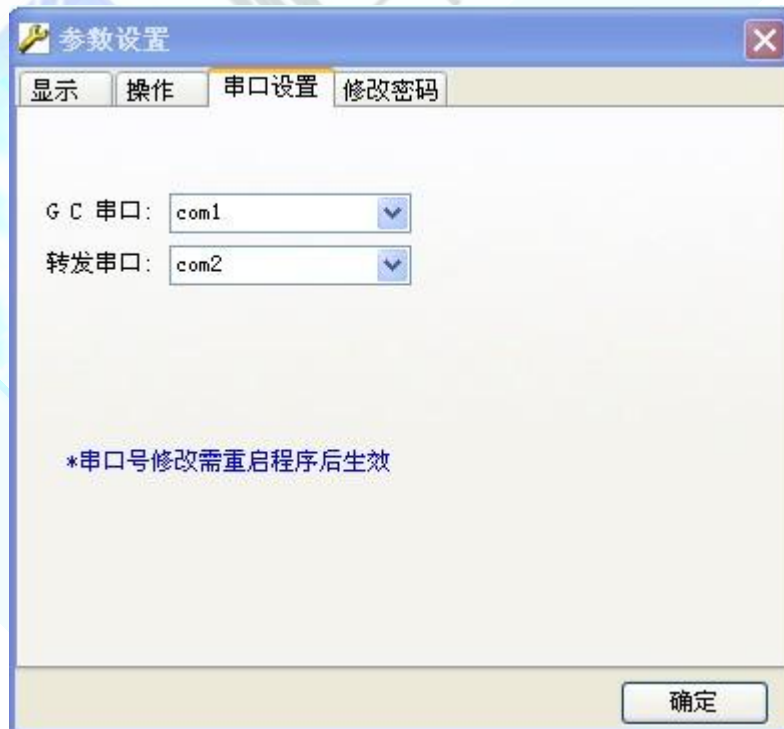 参数设置
显示 操作 串口设置 修改密码
G C 串口: com1
转发串口: com2
*串口号修改需重启程序后生效
确定